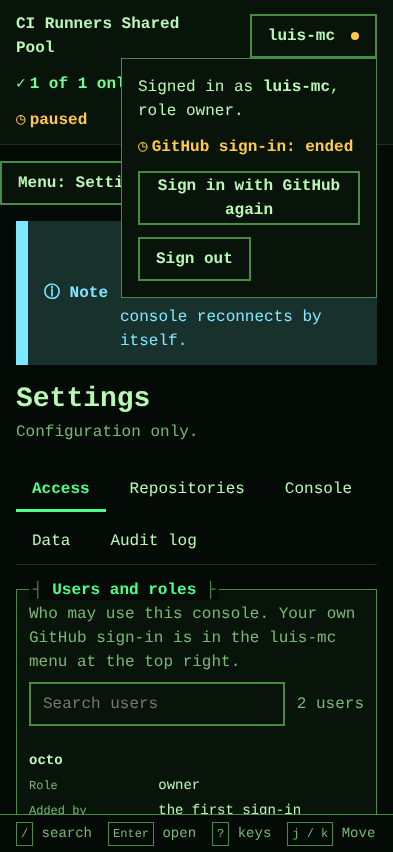 CI Runners Shared
Pool
luis-mc
✓ 1 of 1
paused
Signed in as luis-mc,
role owner.
GitHub sign-in: ended
Sign in with GitHub
again
Sign out
Menu:
ⓘ Note
console reconnects by
itself.
Settings
Configuration only.
Access Repositories Console
Data Audit log
Users and roles
Who may use this console. Your own
GitHub sign-in is in the luis-mc
menu at the top right.
Search users 2 users
octo
Role owner
Added by the first sign-in
/ search Enter open ? keys j / k Move